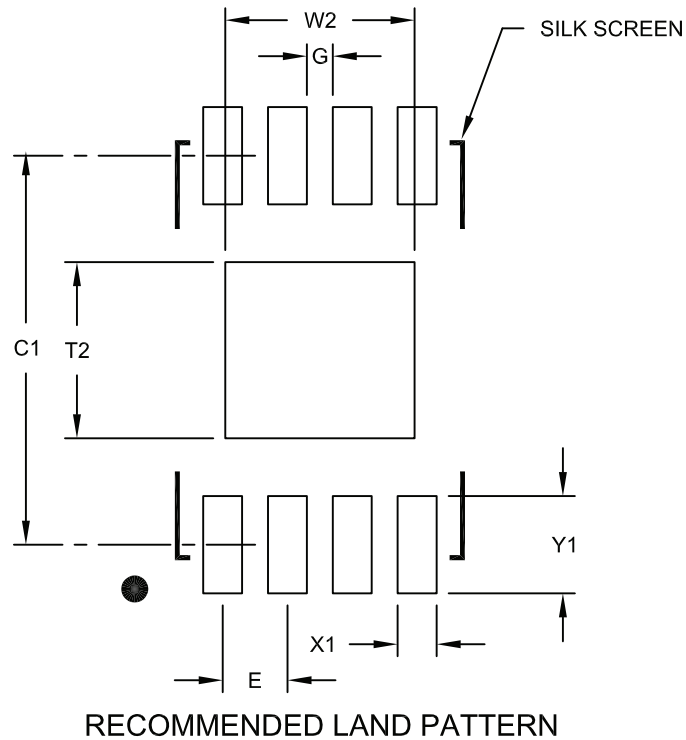 W2
SILK SCREEN
G
C1
T2
Y1
X1
E
RECOMMENDED LAND PATTERN